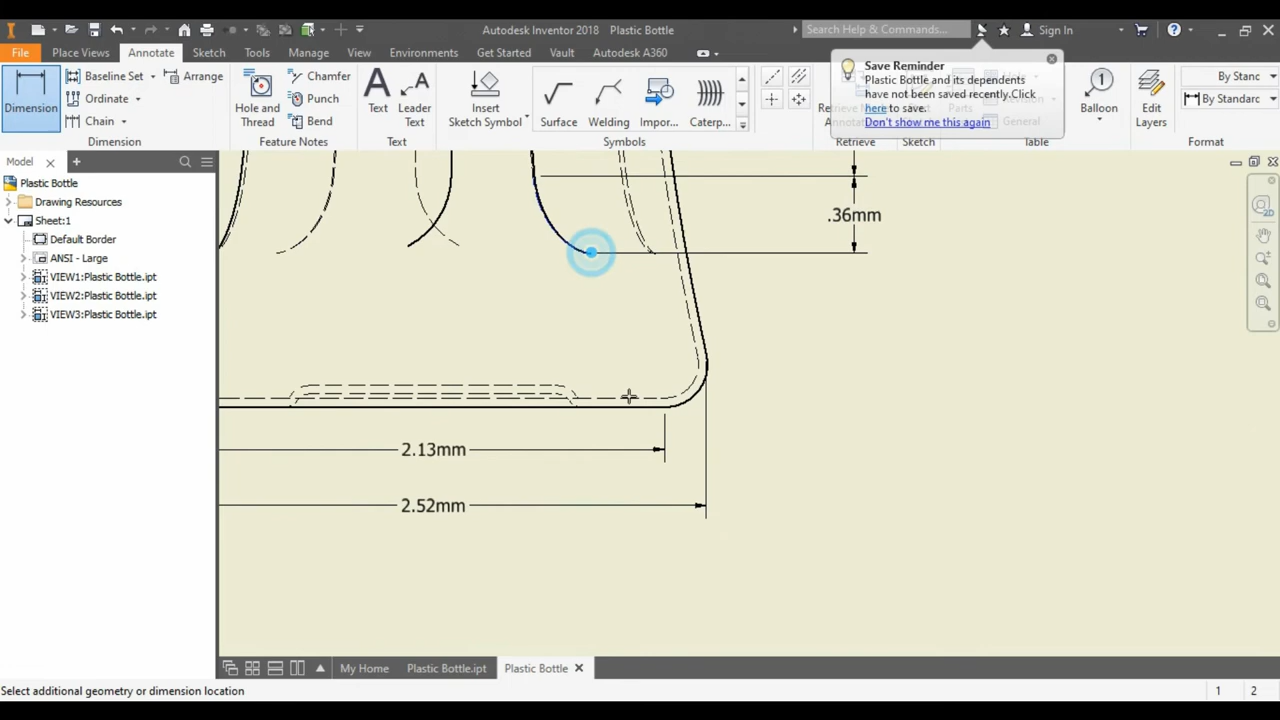 Autodesk Inventor 2018 Plastic Bottle
Search Help & Commands...
Sign In
File
Place Views
Annotate
Sketch
Tools
Manage
View
Environments
Get Started
Vault
Autodesk A360
Dimension
Baseline Set
Arrange
Ordinate
Chain
Dimension
Hole and
Thread
Chamfer
Punch
Bend
Feature Notes
Text
Leader
Text
Text
Insert
Sketch Symbol
Surface
Welding
Impor...
Caterp...
Symbols
Save Reminder
Plastic Bottle and its dependents
have not been saved recently.Click
here to save.
Don't show me this again
Retrieve
Sketch
General
Table
Balloon
Edit
Layers
By Stanc
By Standarc
Format
Model
Plastic Bottle
Drawing Resources
Sheet:1
Default Border
ANSI - Large
VIEW1:Plastic Bottle.ipt
VIEW2:Plastic Bottle.ipt
VIEW3:Plastic Bottle.ipt
.36mm
2.13mm
2.52mm
2D
My Home
Plastic Bottle.ipt
Plastic Bottle
Select additional geometry or dimension location
1
2